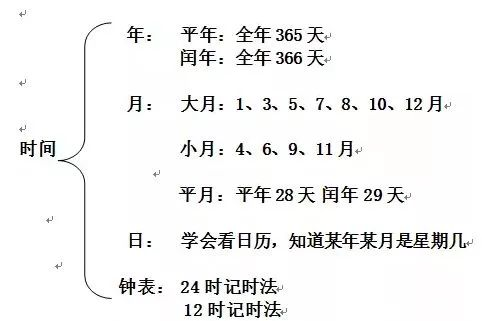 年： 平年：全年365天
闰年：全年366天
月： 大月：1、3、5、7、8、10、12月
时间
小月：4、6、9、11月
平月：平年28天 闰年29天
日： 学会看日历，知道某年某月是星期几
钟表： 24时记时法
12时记时法